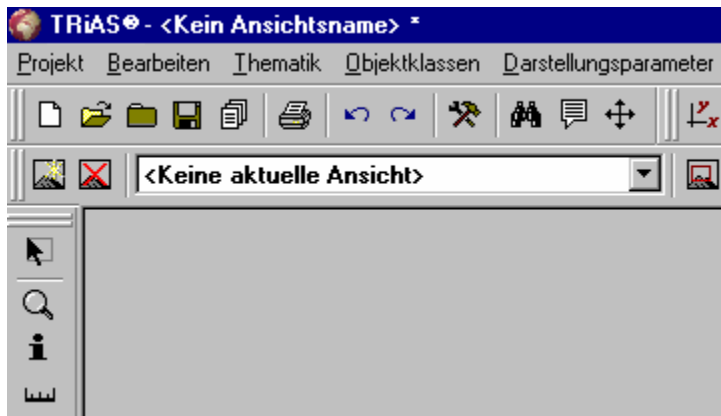 TRiAS® - <Kein Ansichtsname> *
Projekt Bearbeiten Thematik Objektklassen Darstellungsparameter
y
x
<Keine aktuelle Ansicht>